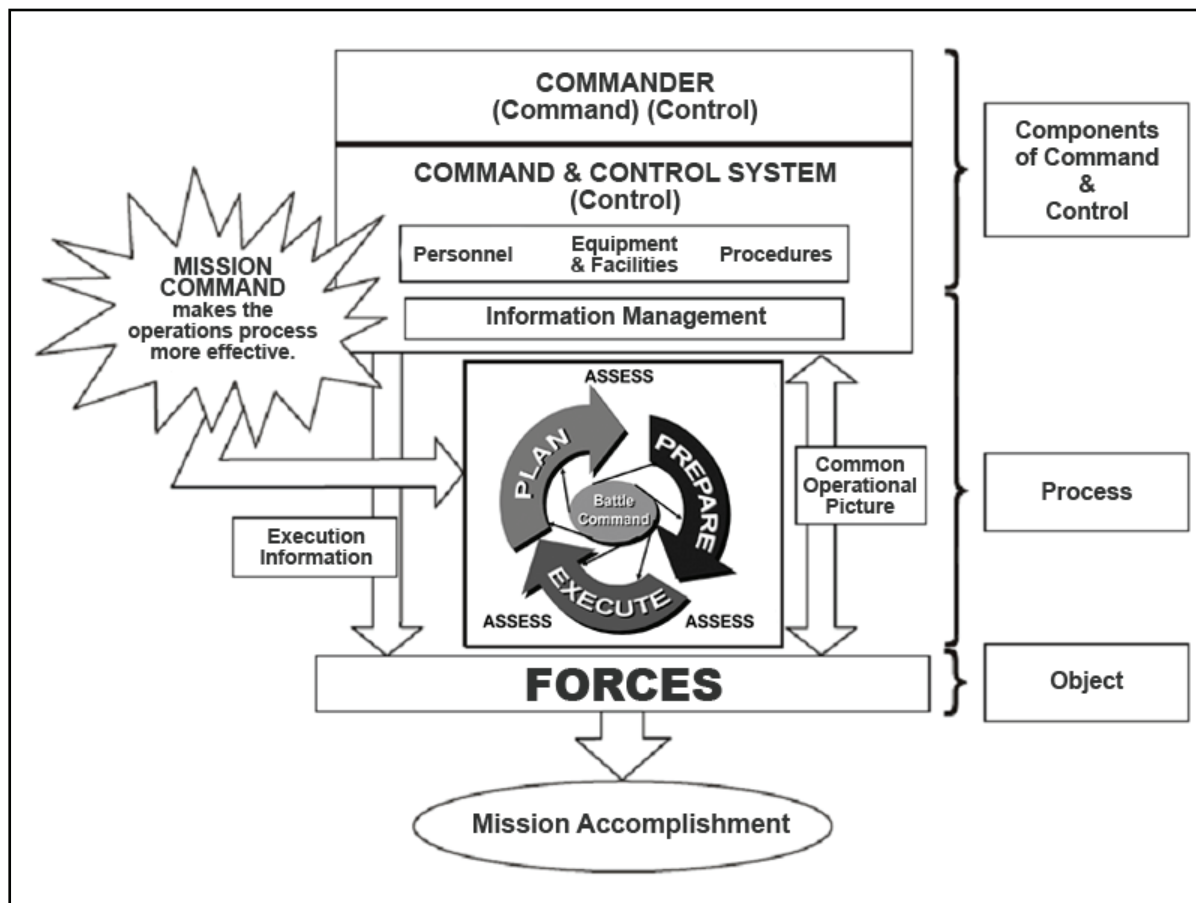 COMMANDER
(Command) (Control)
COMMAND & CONTROL SYSTEM
(Control)
Personnel
Equipment
& Facilities
Procedures
Information Management
Components
of Command
&
Control
MISSION
COMMAND
makes the
operations process
more effective.
ASSESS
PLAN
PREPARE
Battle
Command
EXECUTE
ASSESS
ASSESS
Execution
Information
Common
Operational
Picture
Process
FORCES
Object
Mission Accomplishment